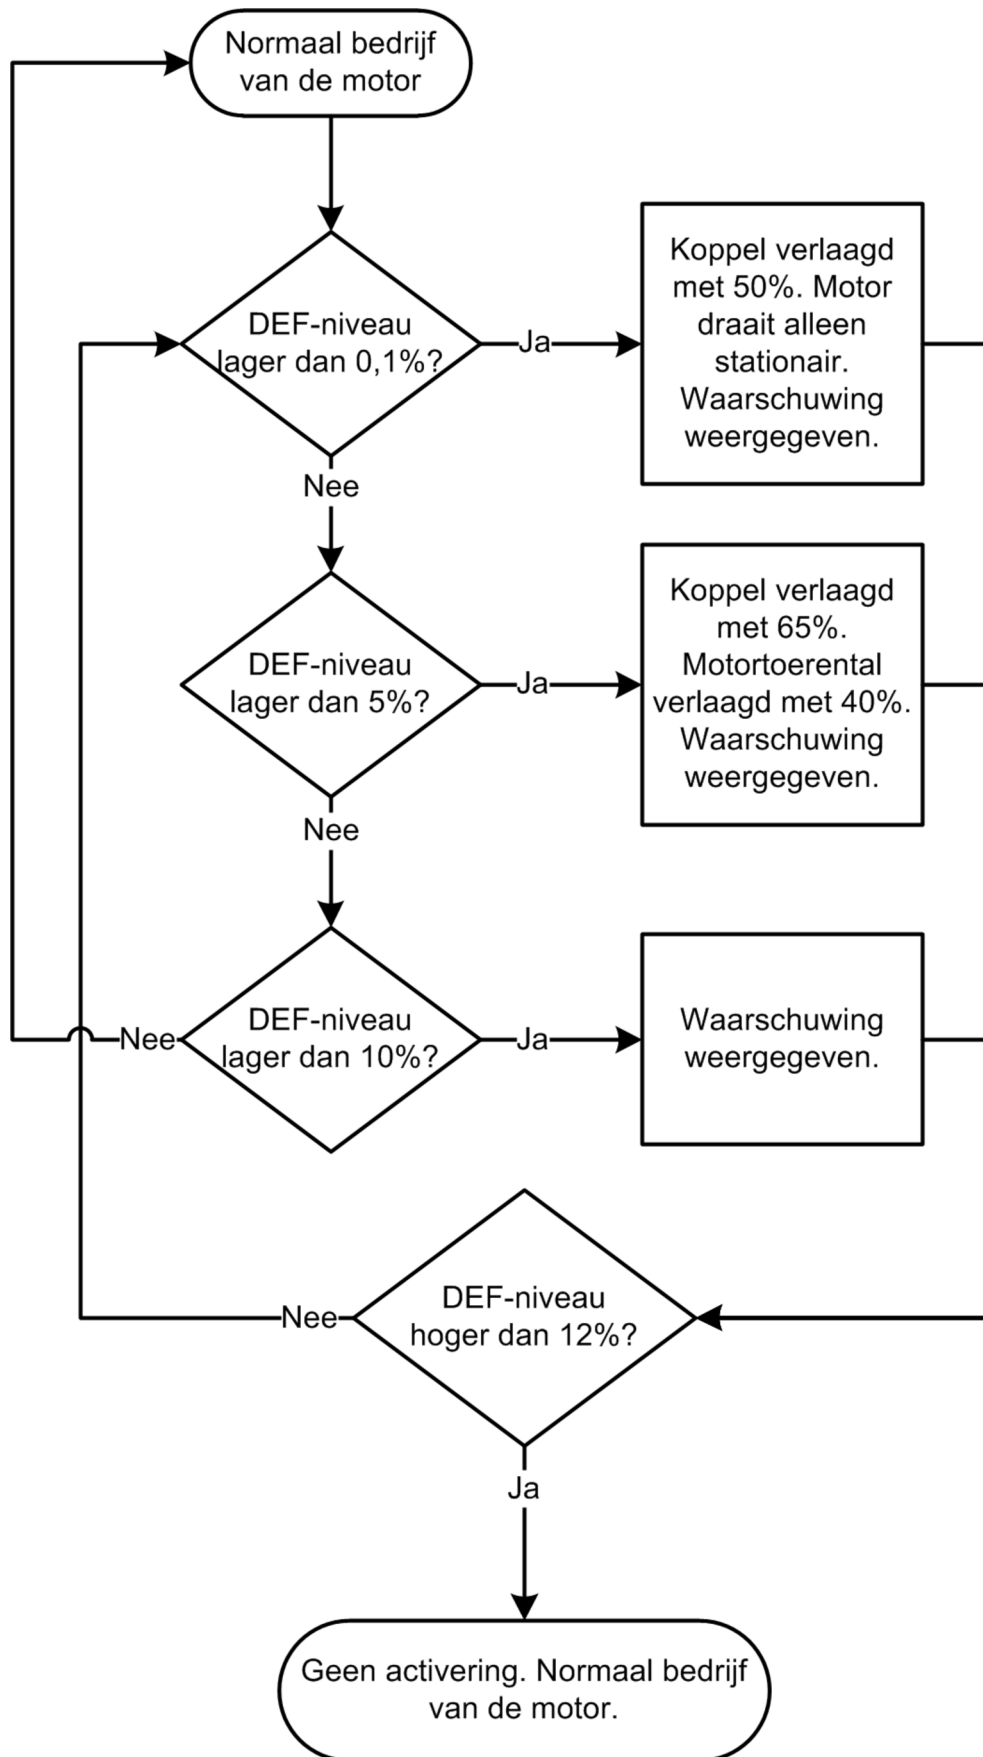 Normaal bedrijf
van de motor
DEF-niveau
lager dan 0,1%?
Ja
Koppel verlaagd
met 50%. Motor
draait alleen
stationair.
Waarschuwing
weergegeven.
Nee
DEF-niveau
lager dan 5%?
Ja
Koppel verlaagd
met 65%.
Motortoerental
verlaagd met 40%.
Waarschuwing
weergegeven.
Nee
Nee
DEF-niveau
lager dan 10%?
Ja
Waarschuwing
weergegeven.
Nee
DEF-niveau
hoger dan 12%?
Ja
Geen activering. Normaal bedrijf
van de motor.